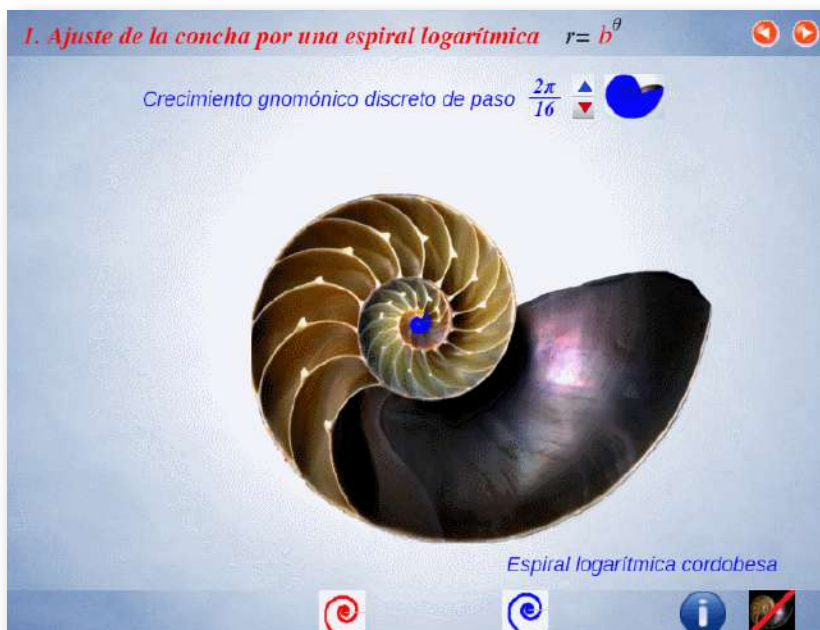 1. Ajuste de la concha por una espiral logarítmica r= b^θ
Crecimiento gnomónico discreto de paso 2π/16
Espiral logarítmica cordobesa
i